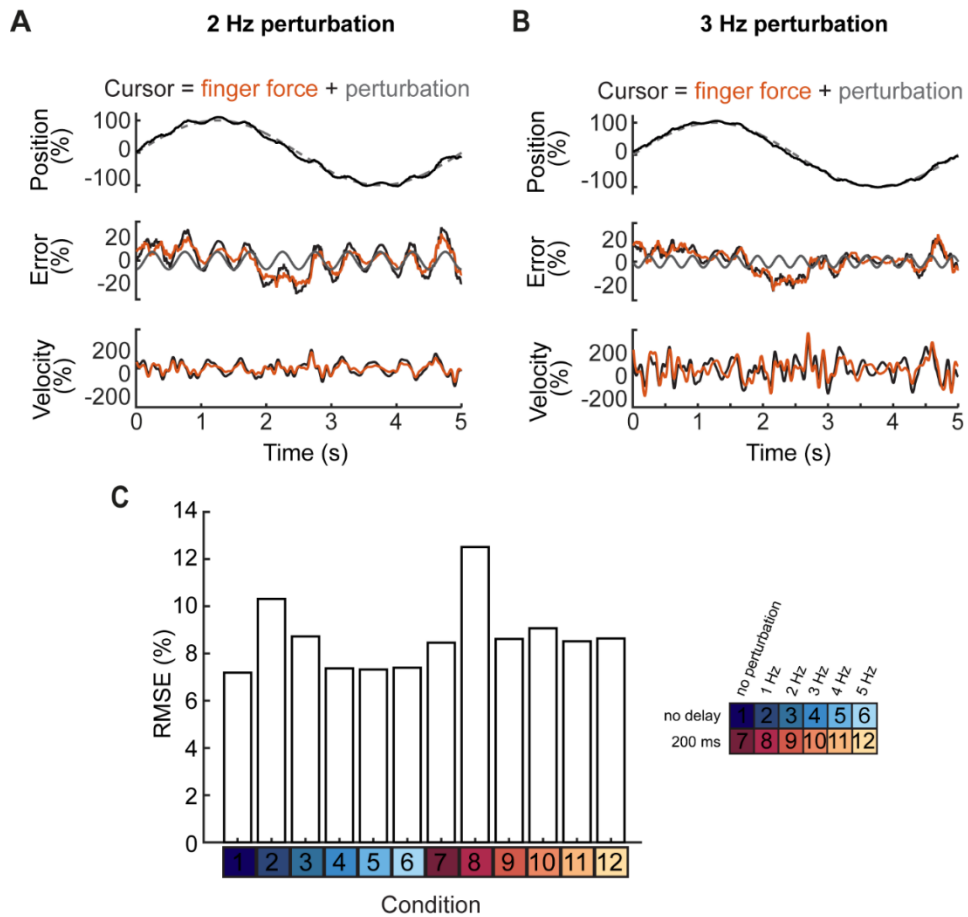 A
2 Hz perturbation
Cursor = finger force + perturbation
Position (%)
100
0
-100
Error (%)
20
0
-20
Velocity (%)
200
0
-200
0 1 2 3 4 5
Time (s)
B
3 Hz perturbation
Cursor = finger force + perturbation
Position (%)
100
0
-100
Error (%)
20
0
-20
Velocity (%)
200
0
-200
0 1 2 3 4 5
Time (s)
C
RMSE (%)
14
12
10
8
6
4
2
0
1 2 3 4 5 6 7 8 9 10 11 12
Condition
no perturbation 1 Hz 2 Hz 3 Hz 4 Hz 5 Hz
no delay 1 2 3 4 5 6
200 ms 7 8 9 10 11 12